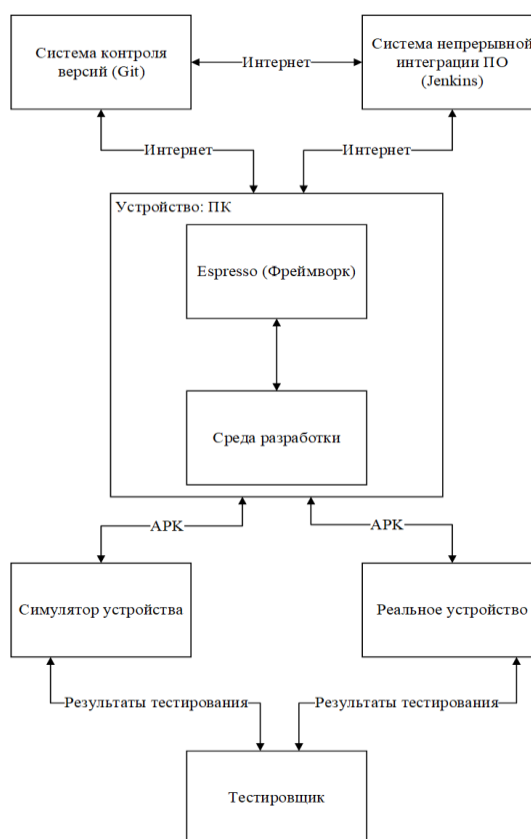 Система контроля
версий (Git)
Интернет
Система непрерывной
интеграции ПО
(Jenkins)
Интернет
Интернет
Устройство: ПК
Espresso (Фреймворк)
Среда разработки
APK
APK
Симулятор устройства
Реальное устройство
Результаты тестирования
Результаты тестирования
Тестировщик